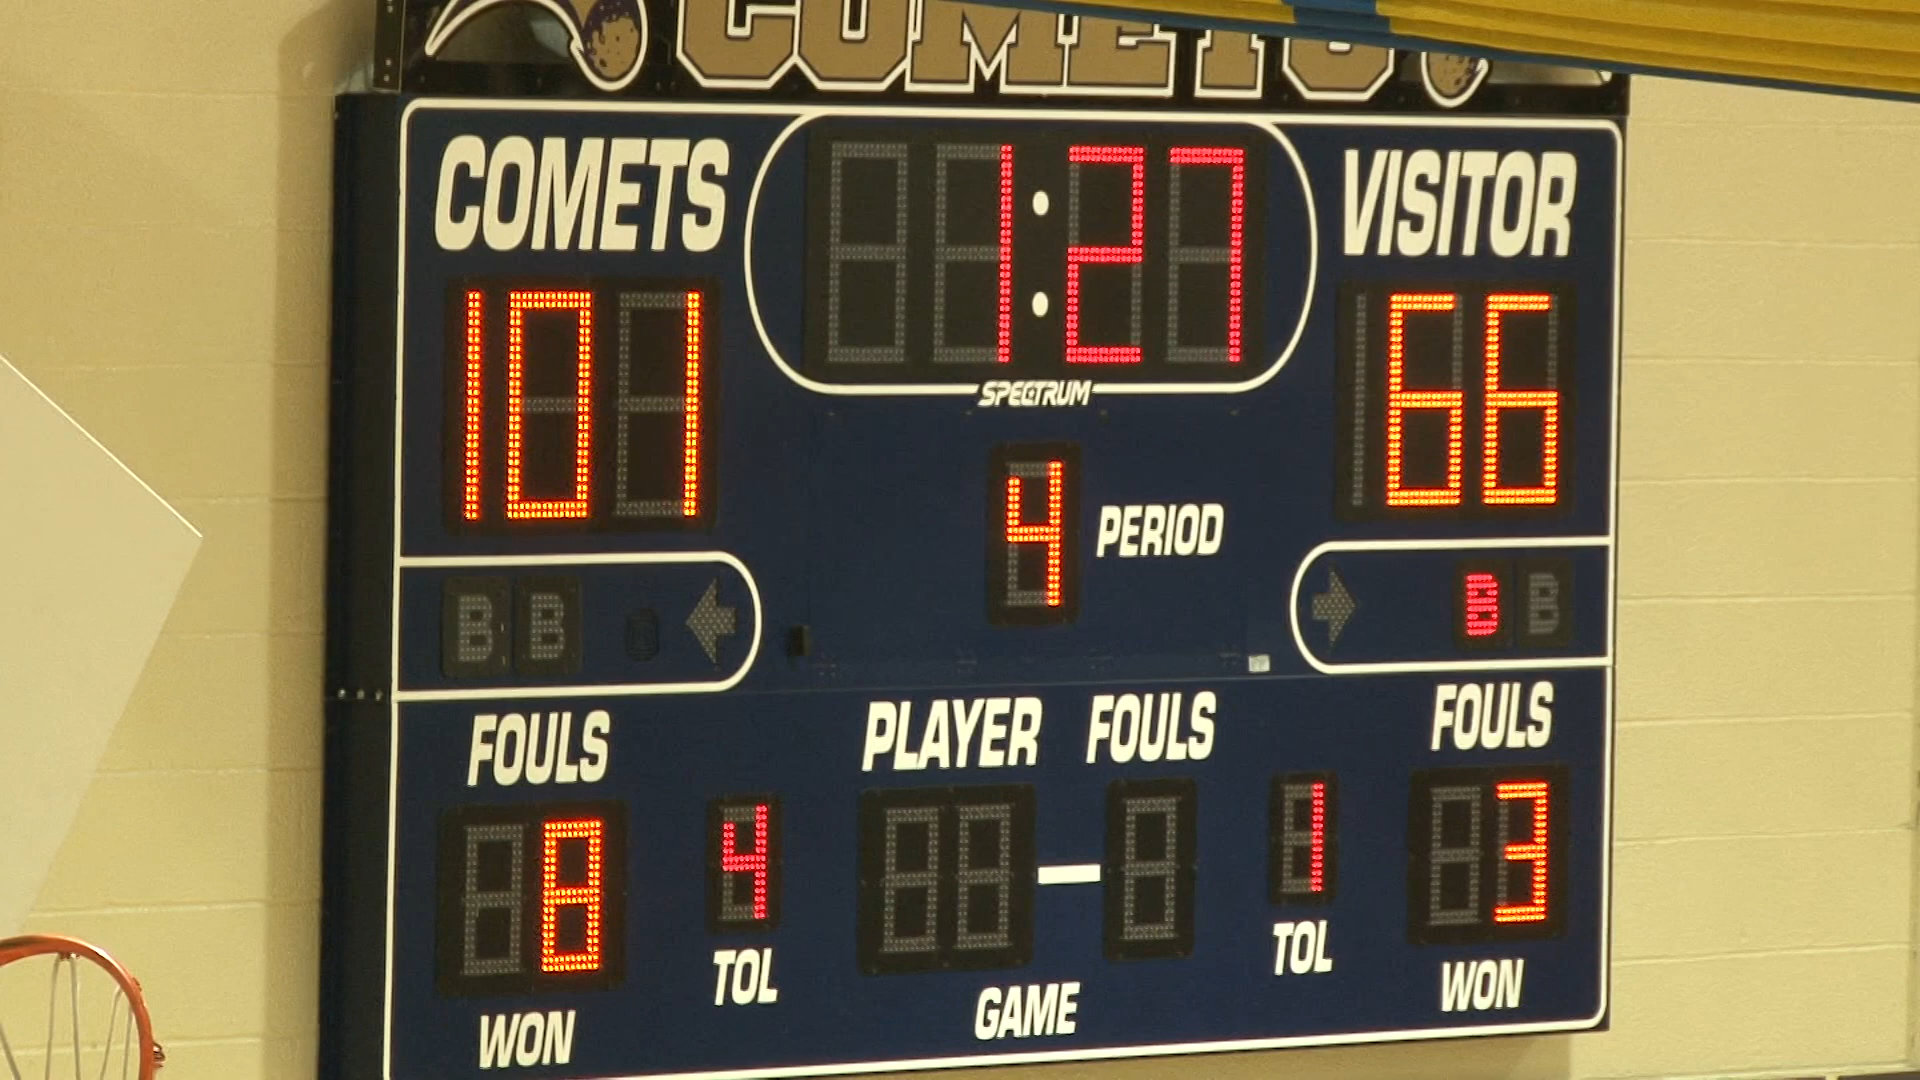 COMETS
COMETS 1:27 VISITOR
101 66
SPECTRUM
4 PERIOD
B B B B
FOULS PLAYER FOULS FOULS
8 4 1 3
TOL TOL
WON GAME WON